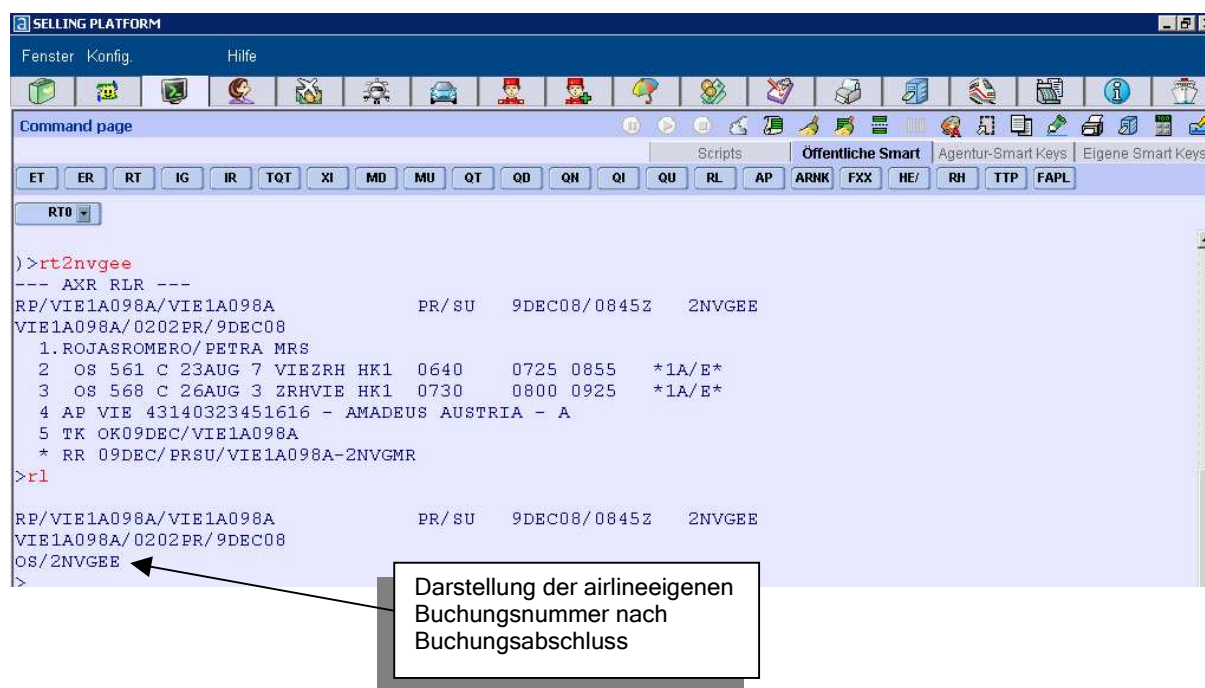 a SELLING PLATFORM
Fenster Konfig. Hilfe
Command page
Scripts Öffentliche Smart Agentur-Smart Keys Eigene Smart Keys
ET ER RT IG IR TQT XI MD MU QT QD QN QI QU RL AP ARNK FXX HE/ RH TTP FAPL
RT0
)>rt2nvgee
--- AXR RLR ---
RP/VIE1A098A/VIE1A098A PR/SU 9DEC08/0845Z 2NVGEE
VIE1A098A/0202PR/9DEC08
1.ROJASROMERO/PETRA MRS
2 OS 561 C 23AUG 7 VIEZRH HK1 0640 0725 0855 *1A/E*
3 OS 568 C 26AUG 3 ZRHVIE HK1 0730 0800 0925 *1A/E*
4 AP VIE 43140323451616 - AMADEUS AUSTRIA - A
5 TK OK09DEC/VIE1A098A
* RR 09DEC/PRSU/VIE1A098A-2NVGMR
>rl
RP/VIE1A098A/VIE1A098A PR/SU 9DEC08/0845Z 2NVGEE
VIE1A098A/0202PR/9DEC08
OS/2NVGEE
>
Darstellung der airlineeigenen
Buchungsnummer nach
Buchungsabschluss